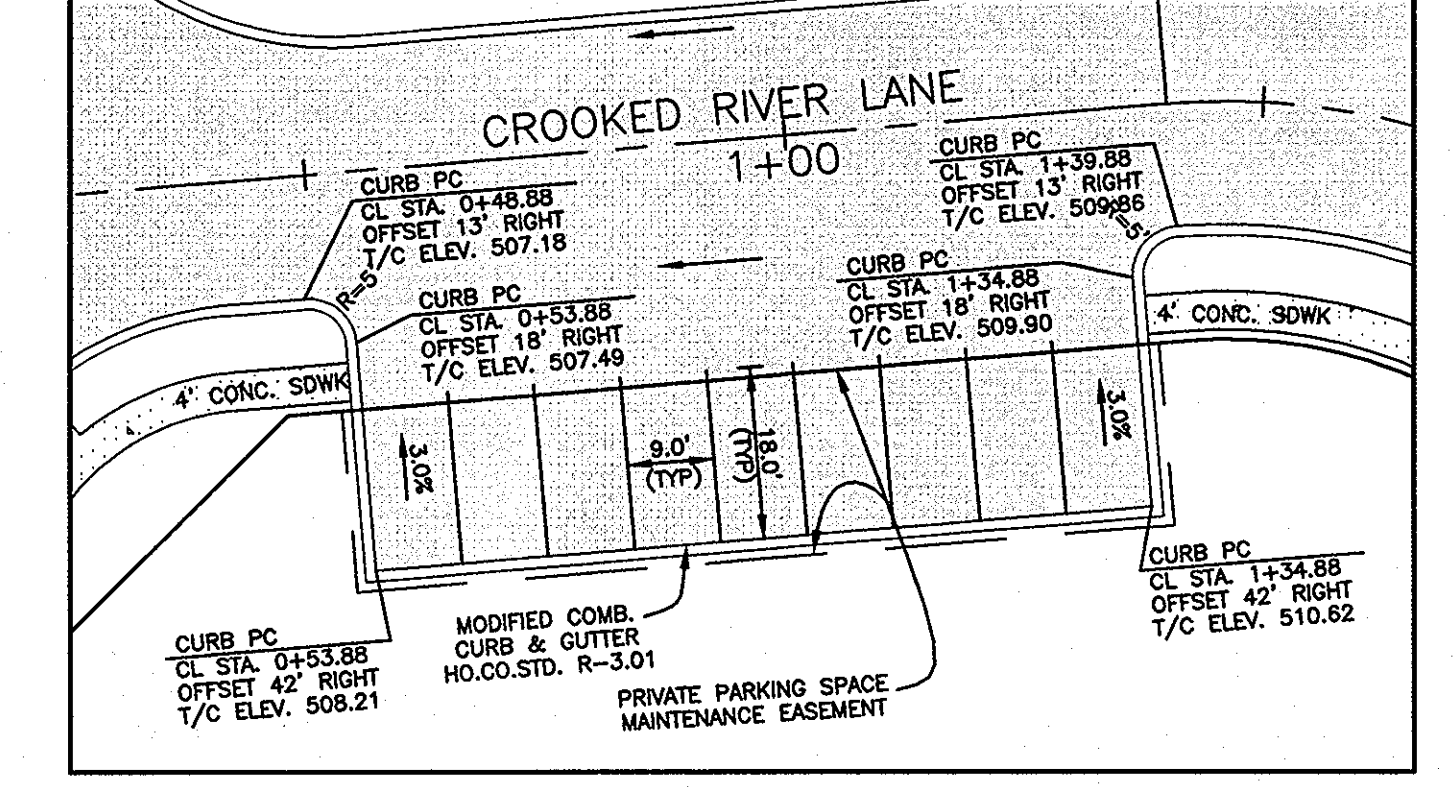 CROOKED RIVER LANE
1+00
CURB PC
CL STA. 0+48.88
OFFSET 13' RIGHT
T/C ELEV. 507.18
CURB PC
CL STA. 1+39.88
OFFSET 13' RIGHT
T/C ELEV. 509.86
R=5'
R=5'
CURB PC
CL STA. 0+53.88
OFFSET 18' RIGHT
T/C ELEV. 507.49
CURB PC
CL STA. 1+34.88
OFFSET 18' RIGHT
T/C ELEV. 509.90
4' CONC. SDWK
4' CONC. SDWK
3.0%
9.0'
(TYP)
18.0'
(TYP)
3.0%
CURB PC
CL STA. 0+53.88
OFFSET 42' RIGHT
T/C ELEV. 508.21
MODIFIED COMB.
CURB & GUTTER
HO.CO.STD. R-3.01
PRIVATE PARKING SPACE
MAINTENANCE EASEMENT
CURB PC
CL STA. 1+34.88
OFFSET 42' RIGHT
T/C ELEV. 510.62